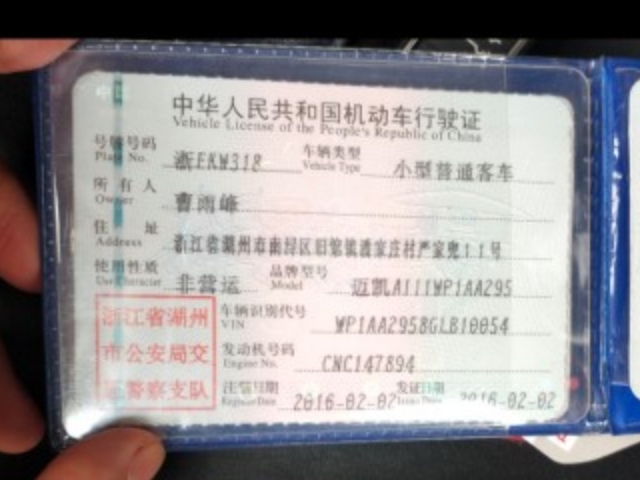 中华人民共和国机动车行驶证
Vehicle License of the People's Republic of China
号牌号码 浙EKW318 车辆类型 小型普通客车
Plate No. Vehicle Type
所有人 曹雨峰
Owner
住址 浙江省湖州市南浔区旧馆镇潘家庄村严家兜11号
Address
使用性质 非营运 品牌型号 迈凯A111WP1AA295
Use Character Model
浙江省湖州
市公安局交
通警察支队
车辆识别代号 WP1AA2958GLB10054
VIN
发动机号码 CNC147894
Engine No.
注册日期 2016-02-02 发证日期 2016-02-02
Register Date Issue Date